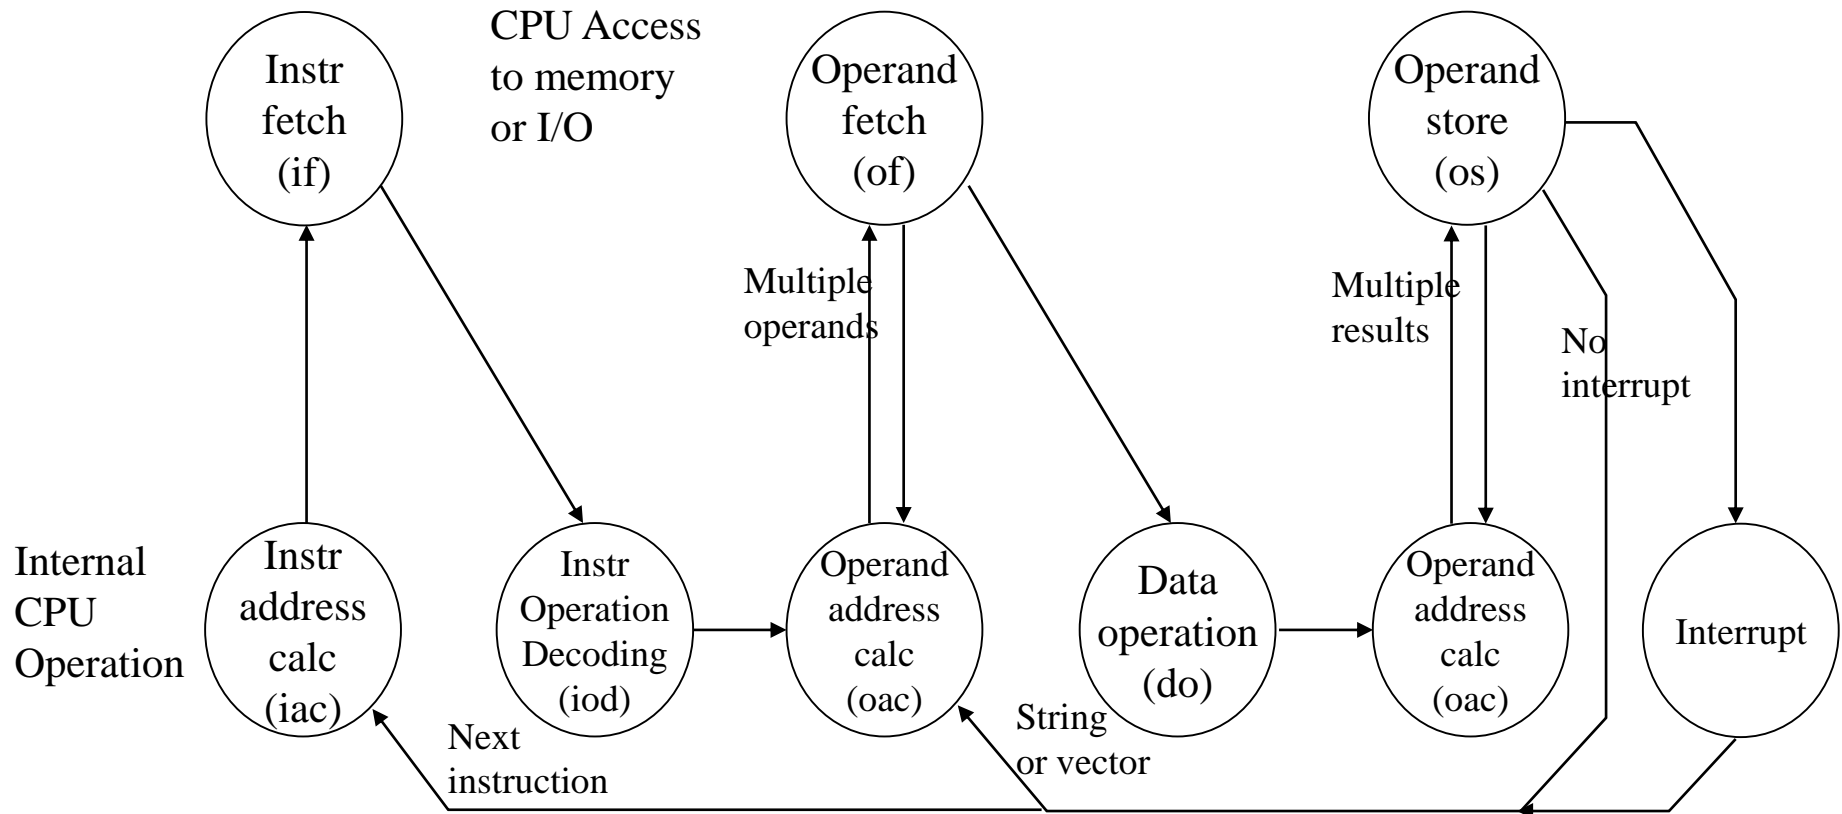 Instr
fetch
(if)
CPU Access
to memory
or I/O
Operand
fetch
(of)
Operand
store
(os)
Multiple
operands
Multiple
results
No
interrupt
Internal
CPU
Operation
Instr
address
calc
(iac)
Instr
Operation
Decoding
(iod)
Operand
address
calc
(oac)
Data
operation
(do)
Operand
address
calc
(oac)
Interrupt
Next
instruction
String
or vector